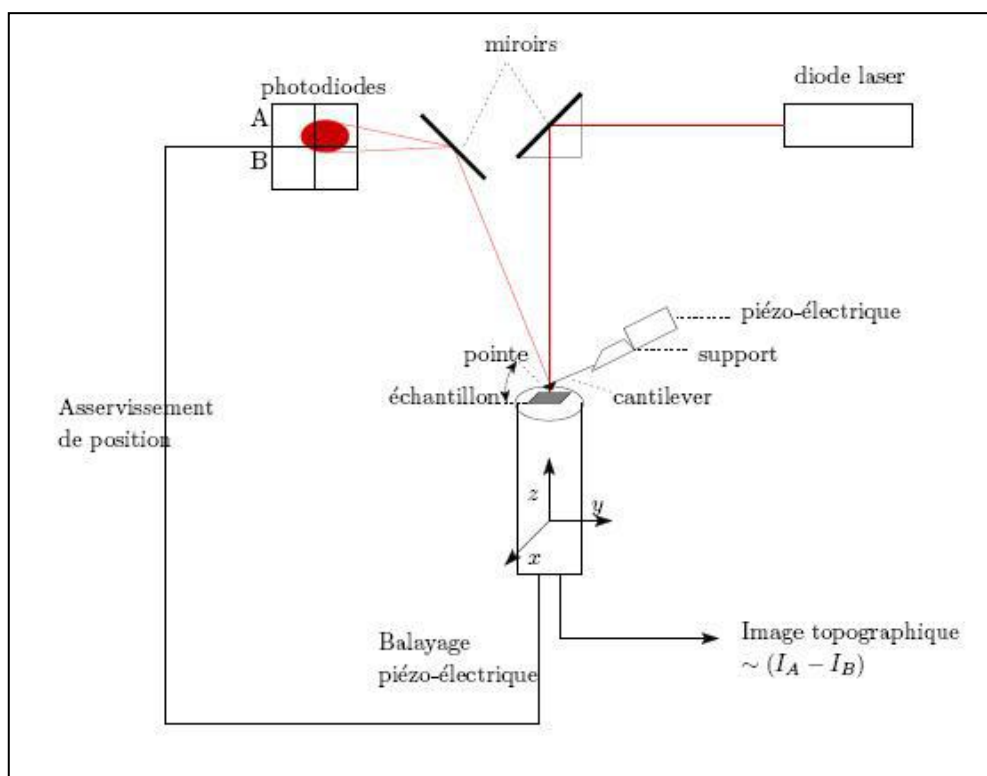 miroirs
diode laser
photodiodes
A
B
piézo-électrique
pointe
support
échantillon
cantilever
Asservissement
de position
z
y
x
Balayage
piézo-électrique
Image topographique
∼ (I_A − I_B)